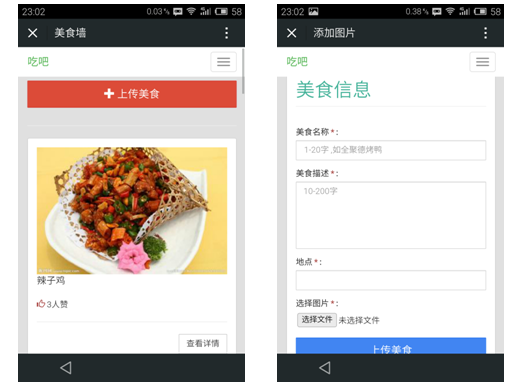 23:02 0.03% 58
美食墙
吃吧
上传美食
辣子鸡
3人赞
查看详情
23:02 0.38% 58
添加图片
吃吧
美食信息
美食名称*:
1-20字 ,如全聚德烤鸭
美食描述*:
10-200字
地点*:
选择图片*:
选择文件 未选择文件
上传美食